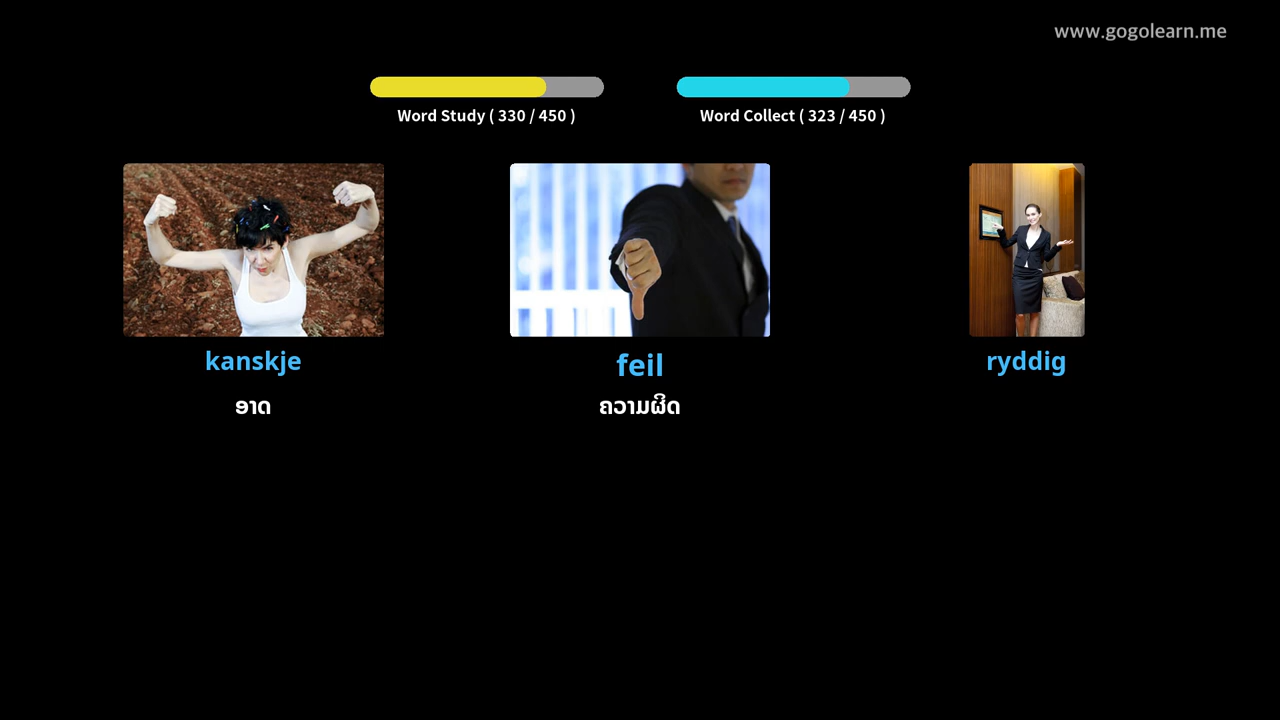 www.gogolearn.me
Word Study ( 330 / 450 )
Word Collect ( 323 / 450 )
kanskje
feil
ryddig
ອາດ
ຄວາມຜິດ